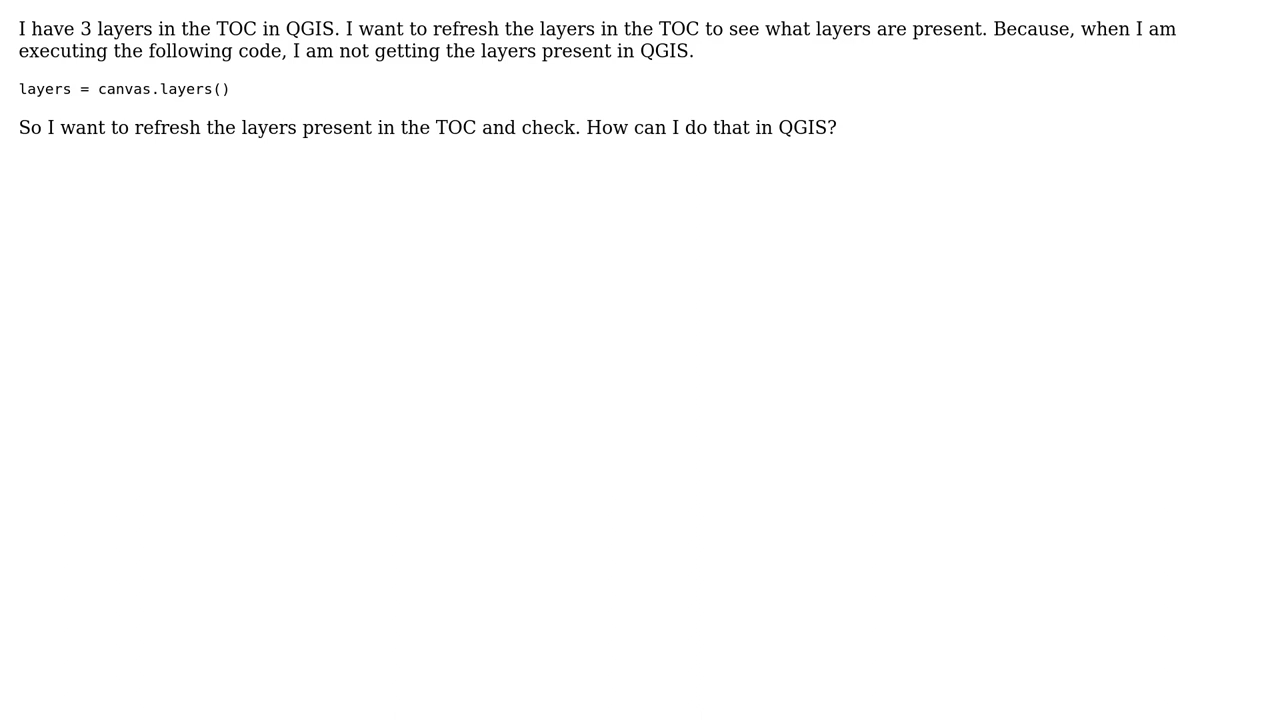 I have 3 layers in the TOC in QGIS. I want to refresh the layers in the TOC to see what layers are present. Because, when I am
executing the following code, I am not getting the layers present in QGIS.
layers = canvas.layers()
So I want to refresh the layers present in the TOC and check. How can I do that in QGIS?